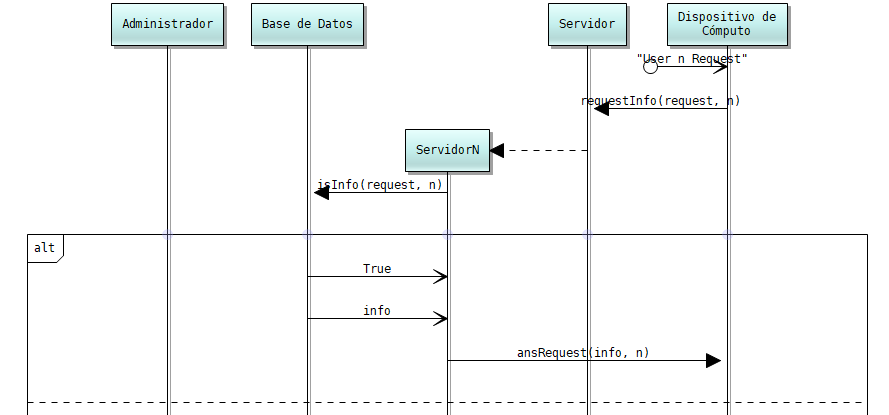 Administrador
Base de Datos
Servidor
Dispositivo de
Cómputo
"User n Request"
requestInfo(request, n)
ServidorN
isInfo(request, n)
alt
True
info
ansRequest(info, n)